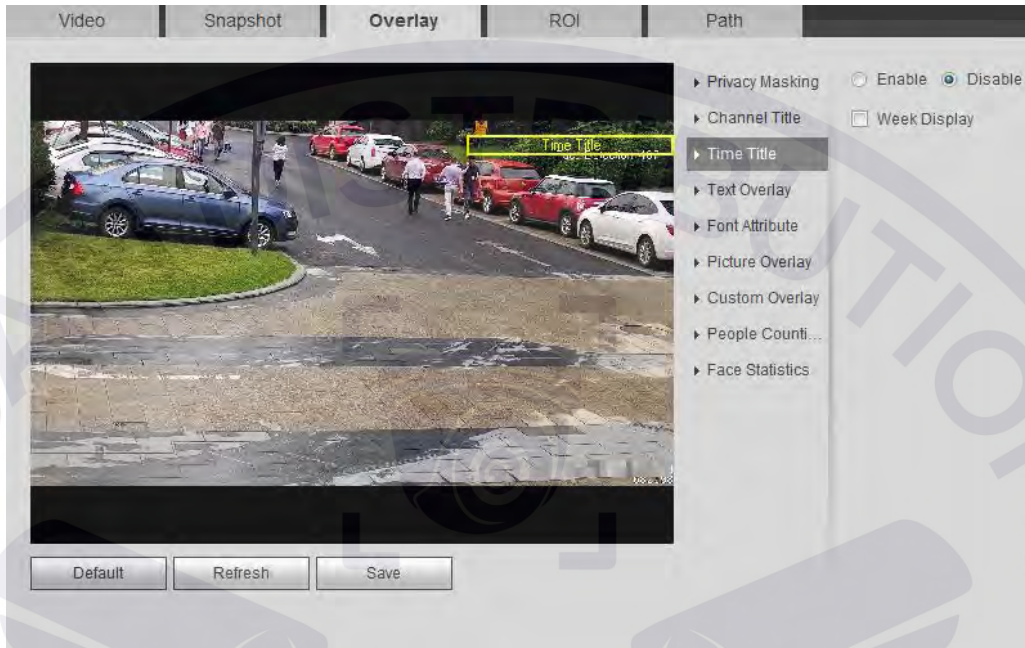 Video
Snapshot
Overlay
ROI
Path
Time Title
Privacy Masking
Channel Title
Time Title
Text Overlay
Font Attribute
Picture Overlay
Custom Overlay
People Counti...
Face Statistics
Enable
Disable
Week Display
Default
Refresh
Save
DISTRIBUTION